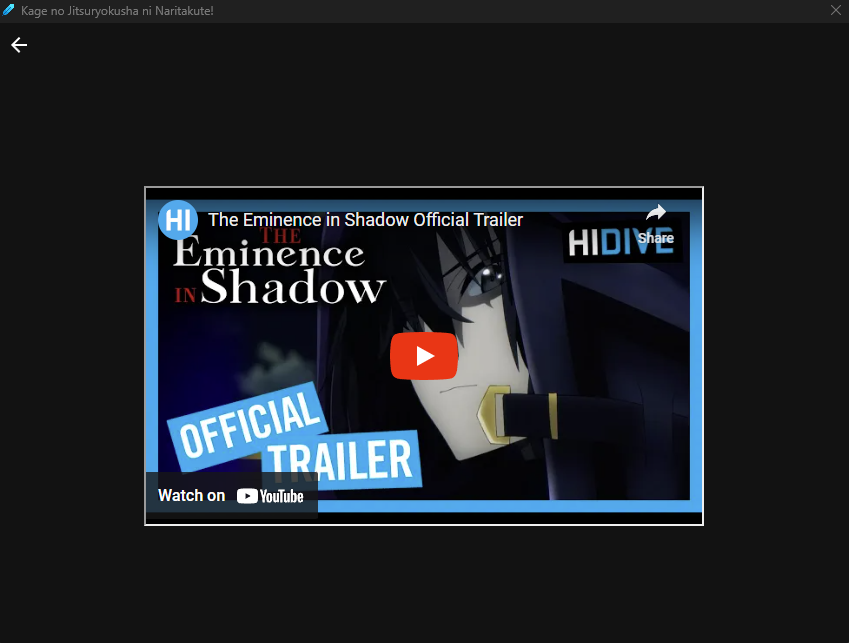 Kage no Jitsuryokusha ni Naritakute!
HI The Eminence in Shadow Official Trailer
Share
HIDIVE
THE
Eminence
IN Shadow
OFFICIAL
TRAILER
Watch on YouTube